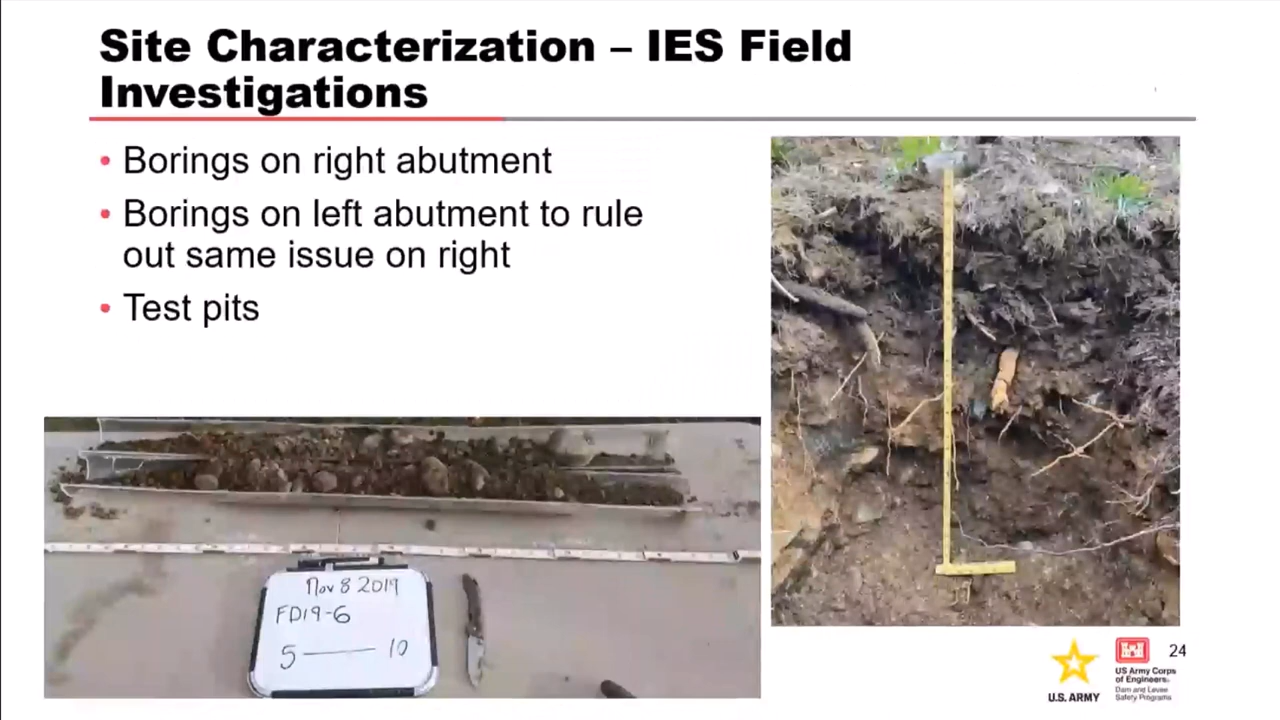 Site Characterization – IES Field
Investigations
• Borings on right abutment
• Borings on left abutment to rule
out same issue on right
• Test pits
Nov 8 2019
FD19-6
5 — 10
24
U.S. ARMY
US Army Corps
of Engineers®
Dam and Levee
Safety Programs